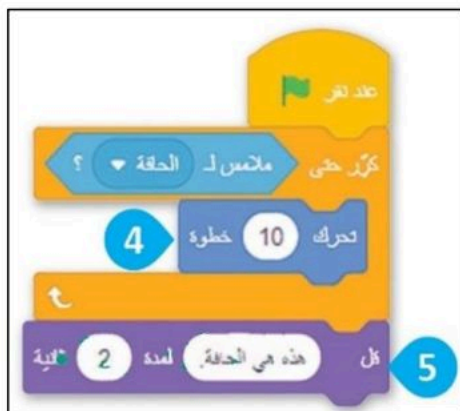 عند نقر
كرّر حتى ملامس لـ الحافة ؟
تحرك 10 خطوة 4
قل هذه هي الحافة. لمدة 2 ثانية 5